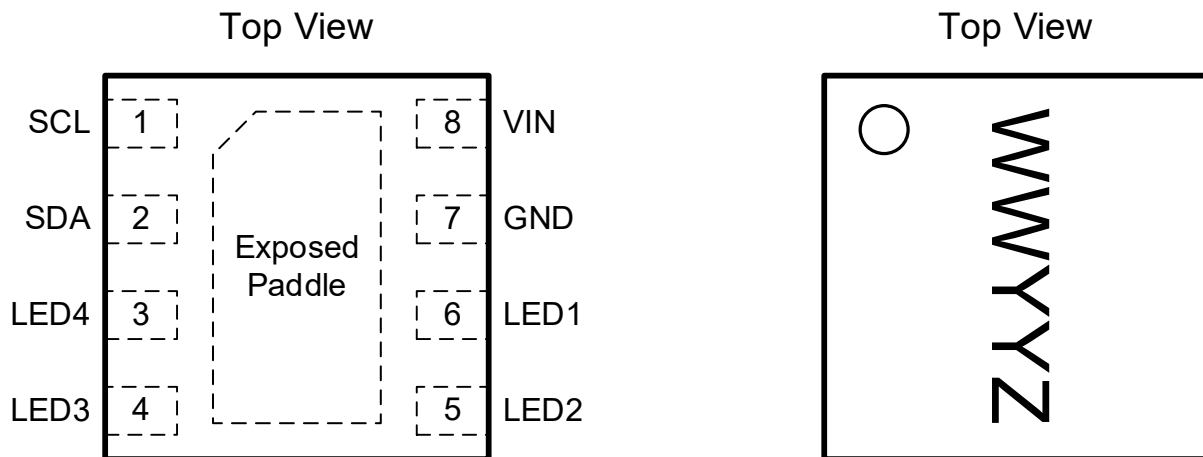 Top View
SCL 1 8 VIN
SDA 2 7 GND
Exposed
Paddle
LED4 3 6 LED1
LED3 4 5 LED2
Top View
WWYYZ